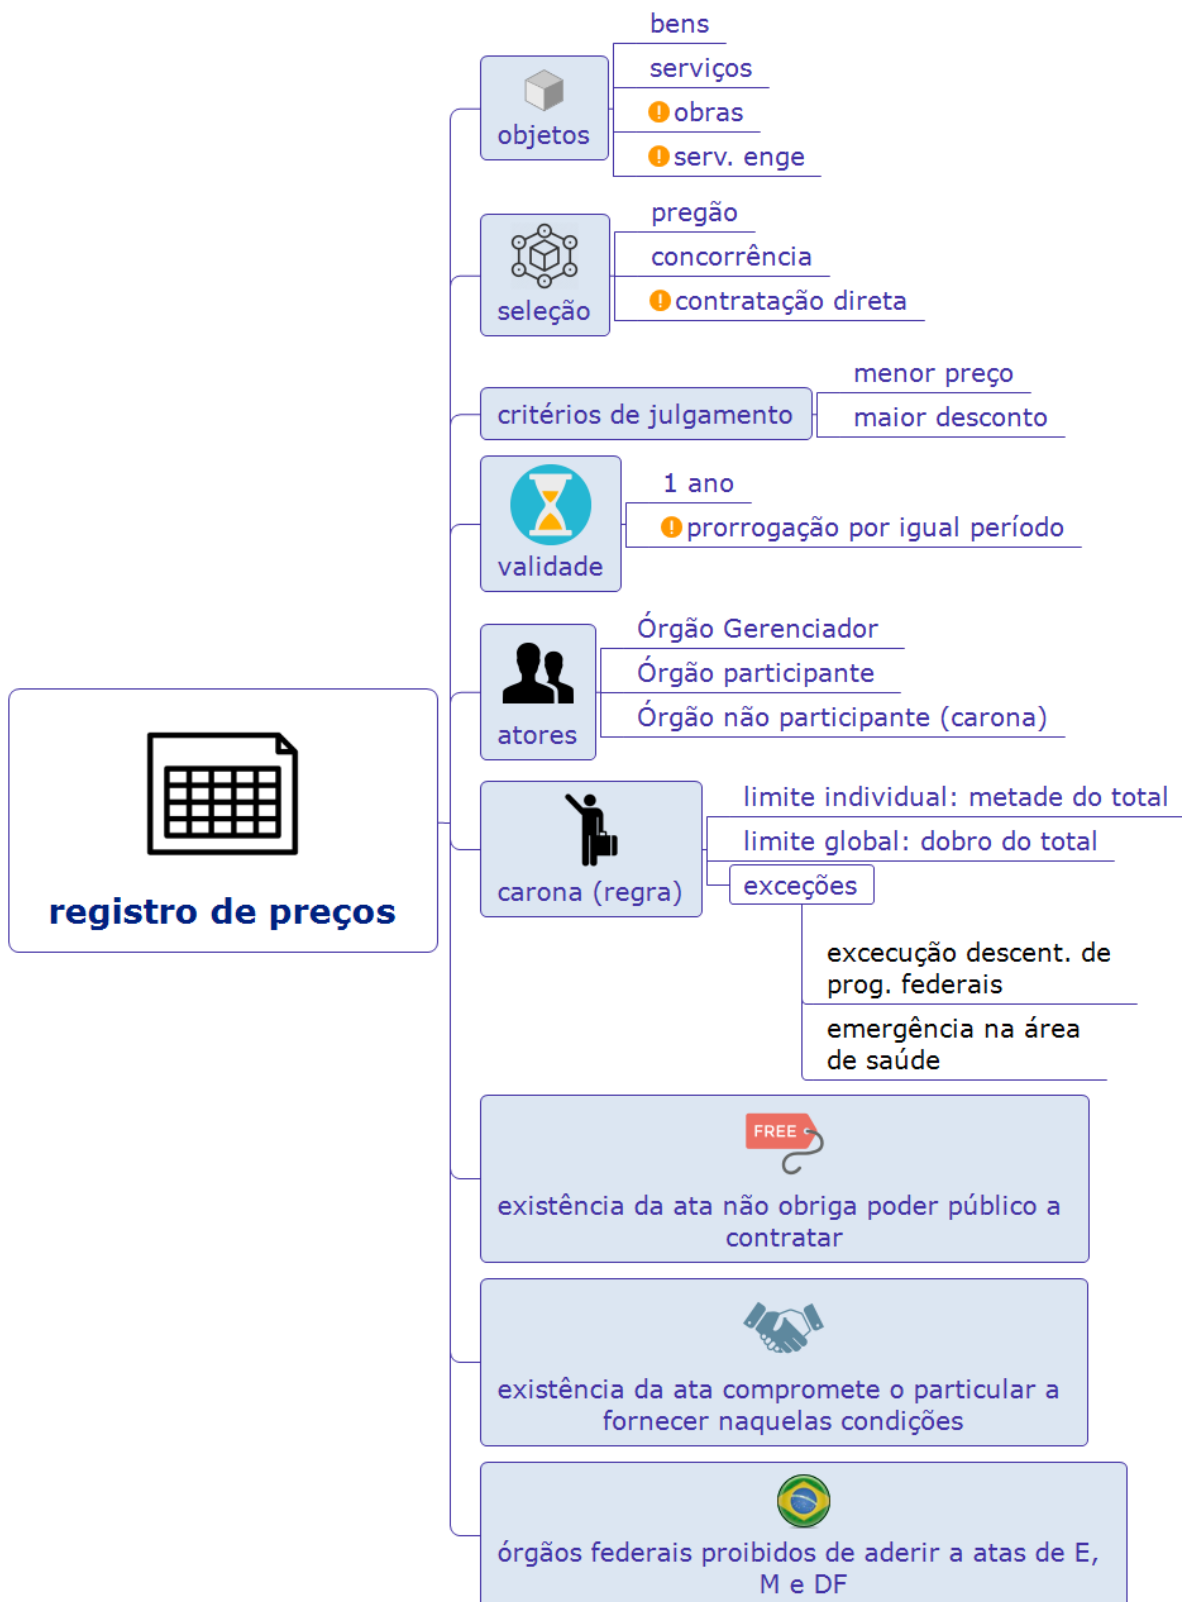 bens
serviços
obras
serv. enge
objetos
pregão
concorrência
contratação direta
seleção
menor preço
critérios de julgamento
maior desconto
1 ano
prorrogação por igual período
validade
Órgão Gerenciador
Órgão participante
Órgão não participante (carona)
atores
limite individual: metade do total
limite global: dobro do total
carona (regra)
exceções
excecução descent. de
prog. federais
emergência na área
de saúde
registro de preços
FREE
existência da ata não obriga poder público a
contratar
existência da ata compromete o particular a
fornecer naquelas condições
órgãos federais proibidos de aderir a atas de E,
M e DF